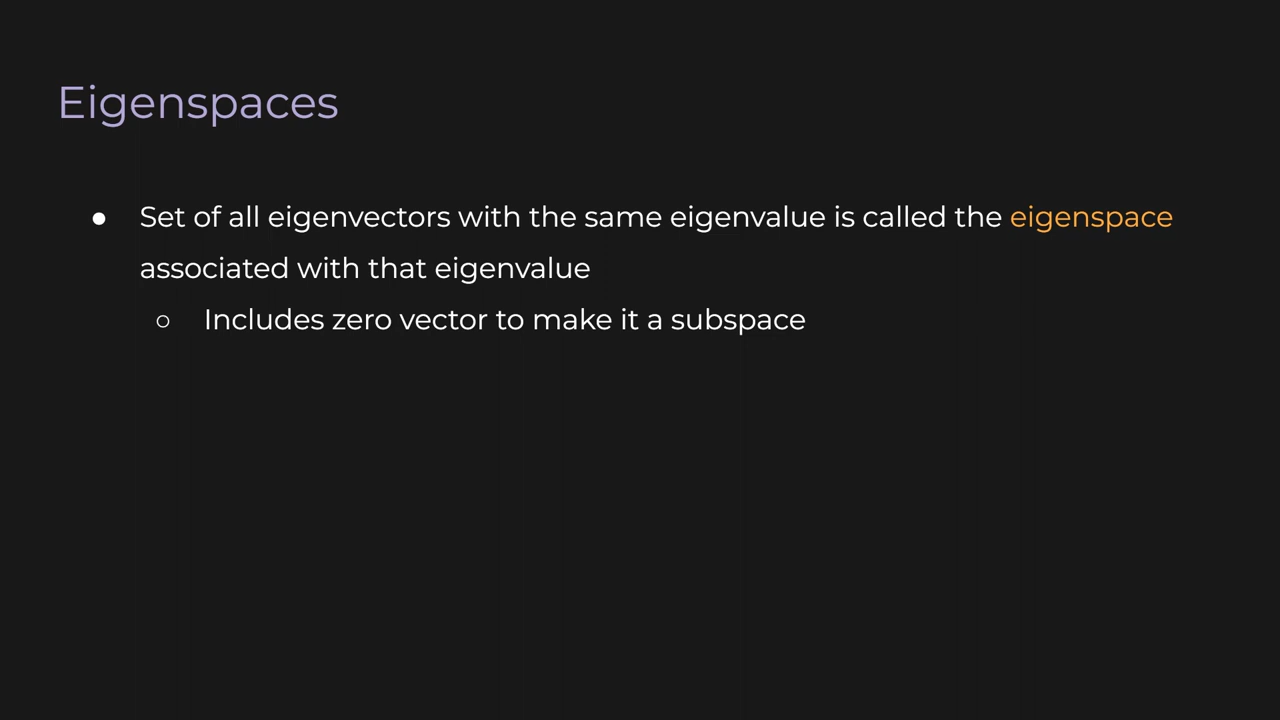 Eigenspaces
● Set of all eigenvectors with the same eigenvalue is called the eigenspace
associated with that eigenvalue
○ Includes zero vector to make it a subspace